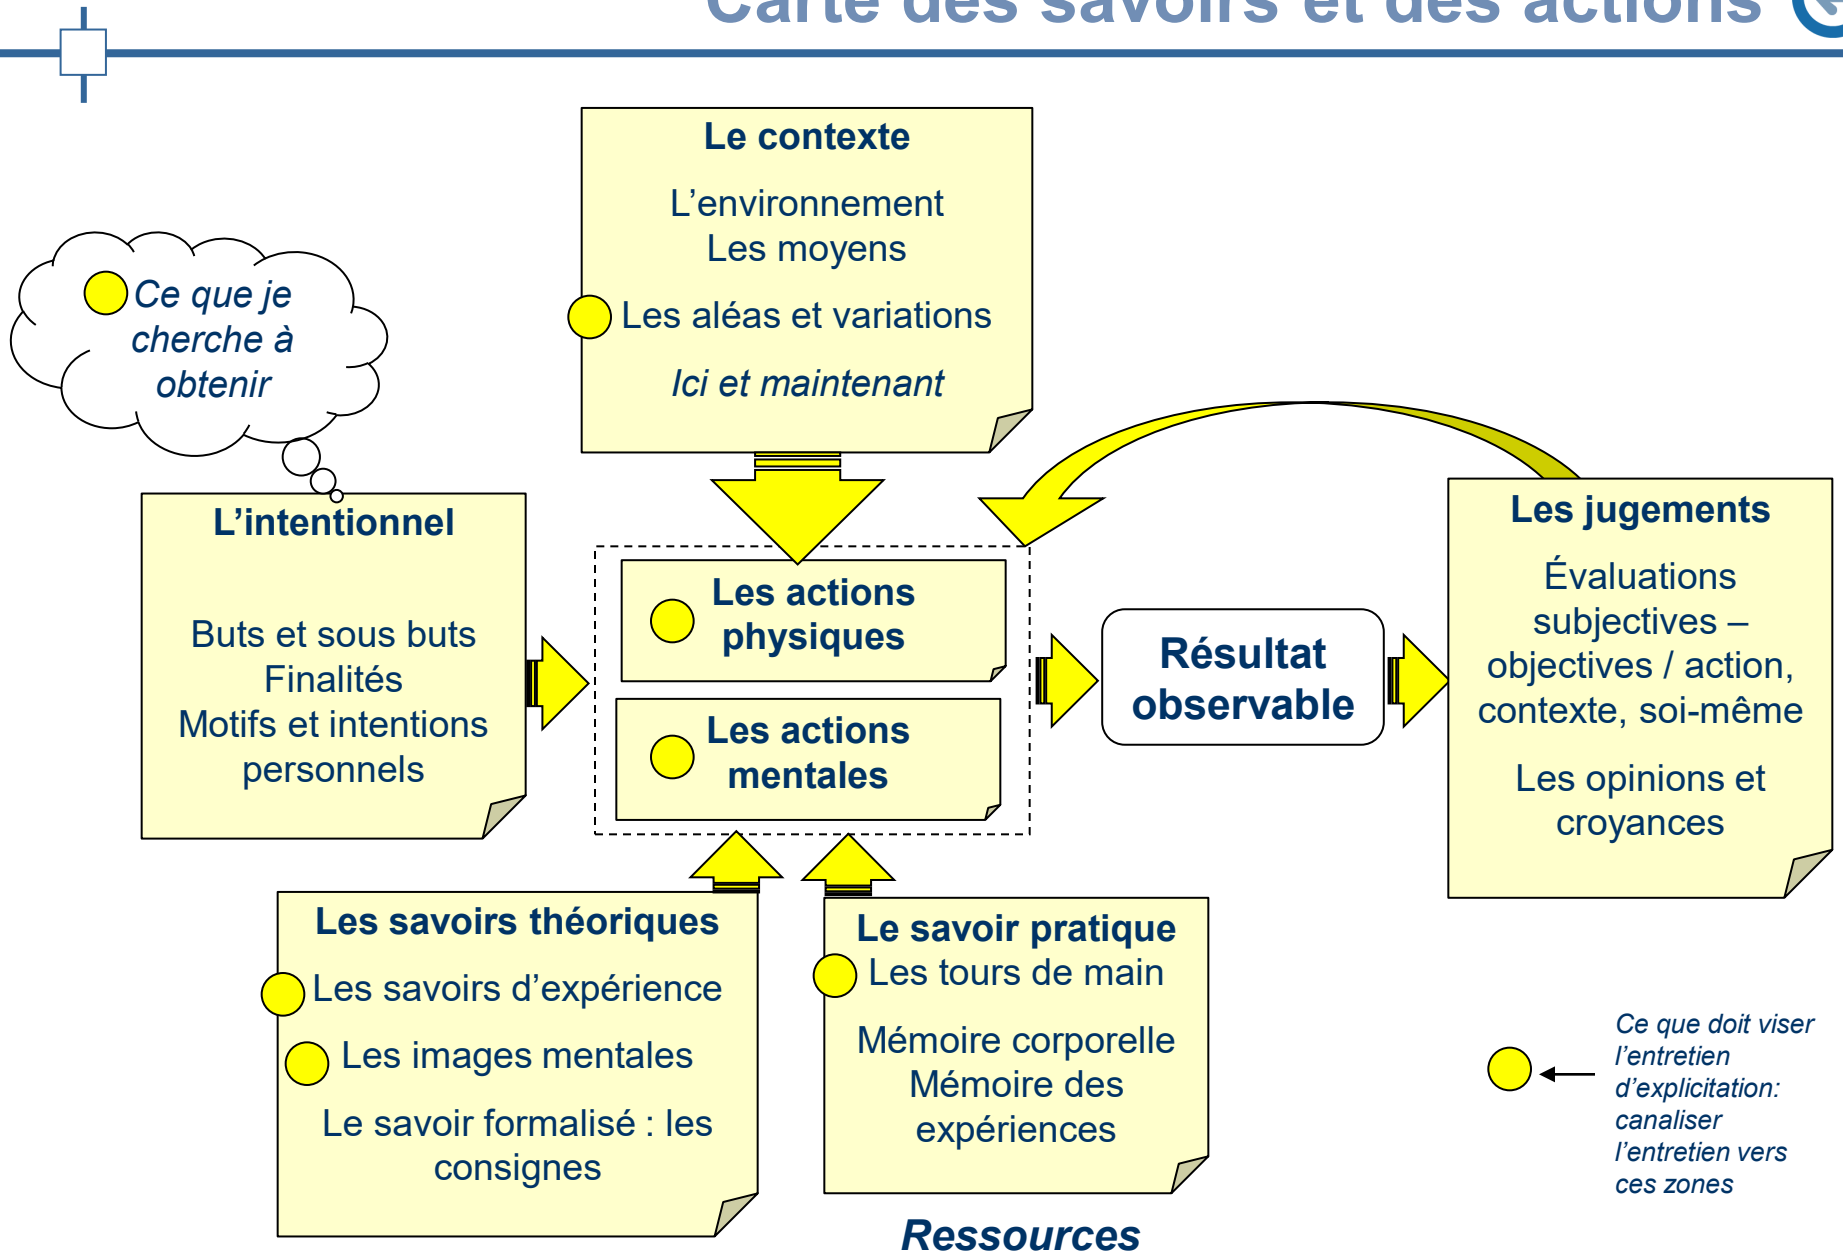 Carte des savoirs et des actions
Le contexte
L’environnement
Les moyens
Les aléas et variations
Ici et maintenant
Ce que je
cherche à
obtenir
L’intentionnel
Buts et sous buts
Finalités
Motifs et intentions
personnels
Les actions
physiques
Les actions
mentales
Résultat
observable
Les jugements
Évaluations
subjectives –
objectives / action,
contexte, soi-même
Les opinions et
croyances
Les savoirs théoriques
Les savoirs d’expérience
Les images mentales
Le savoir formalisé : les
consignes
Le savoir pratique
Les tours de main
Mémoire corporelle
Mémoire des
expériences
Ressources
Ce que doit viser
l’entretien
d’explicitation:
canaliser
l’entretien vers
ces zones